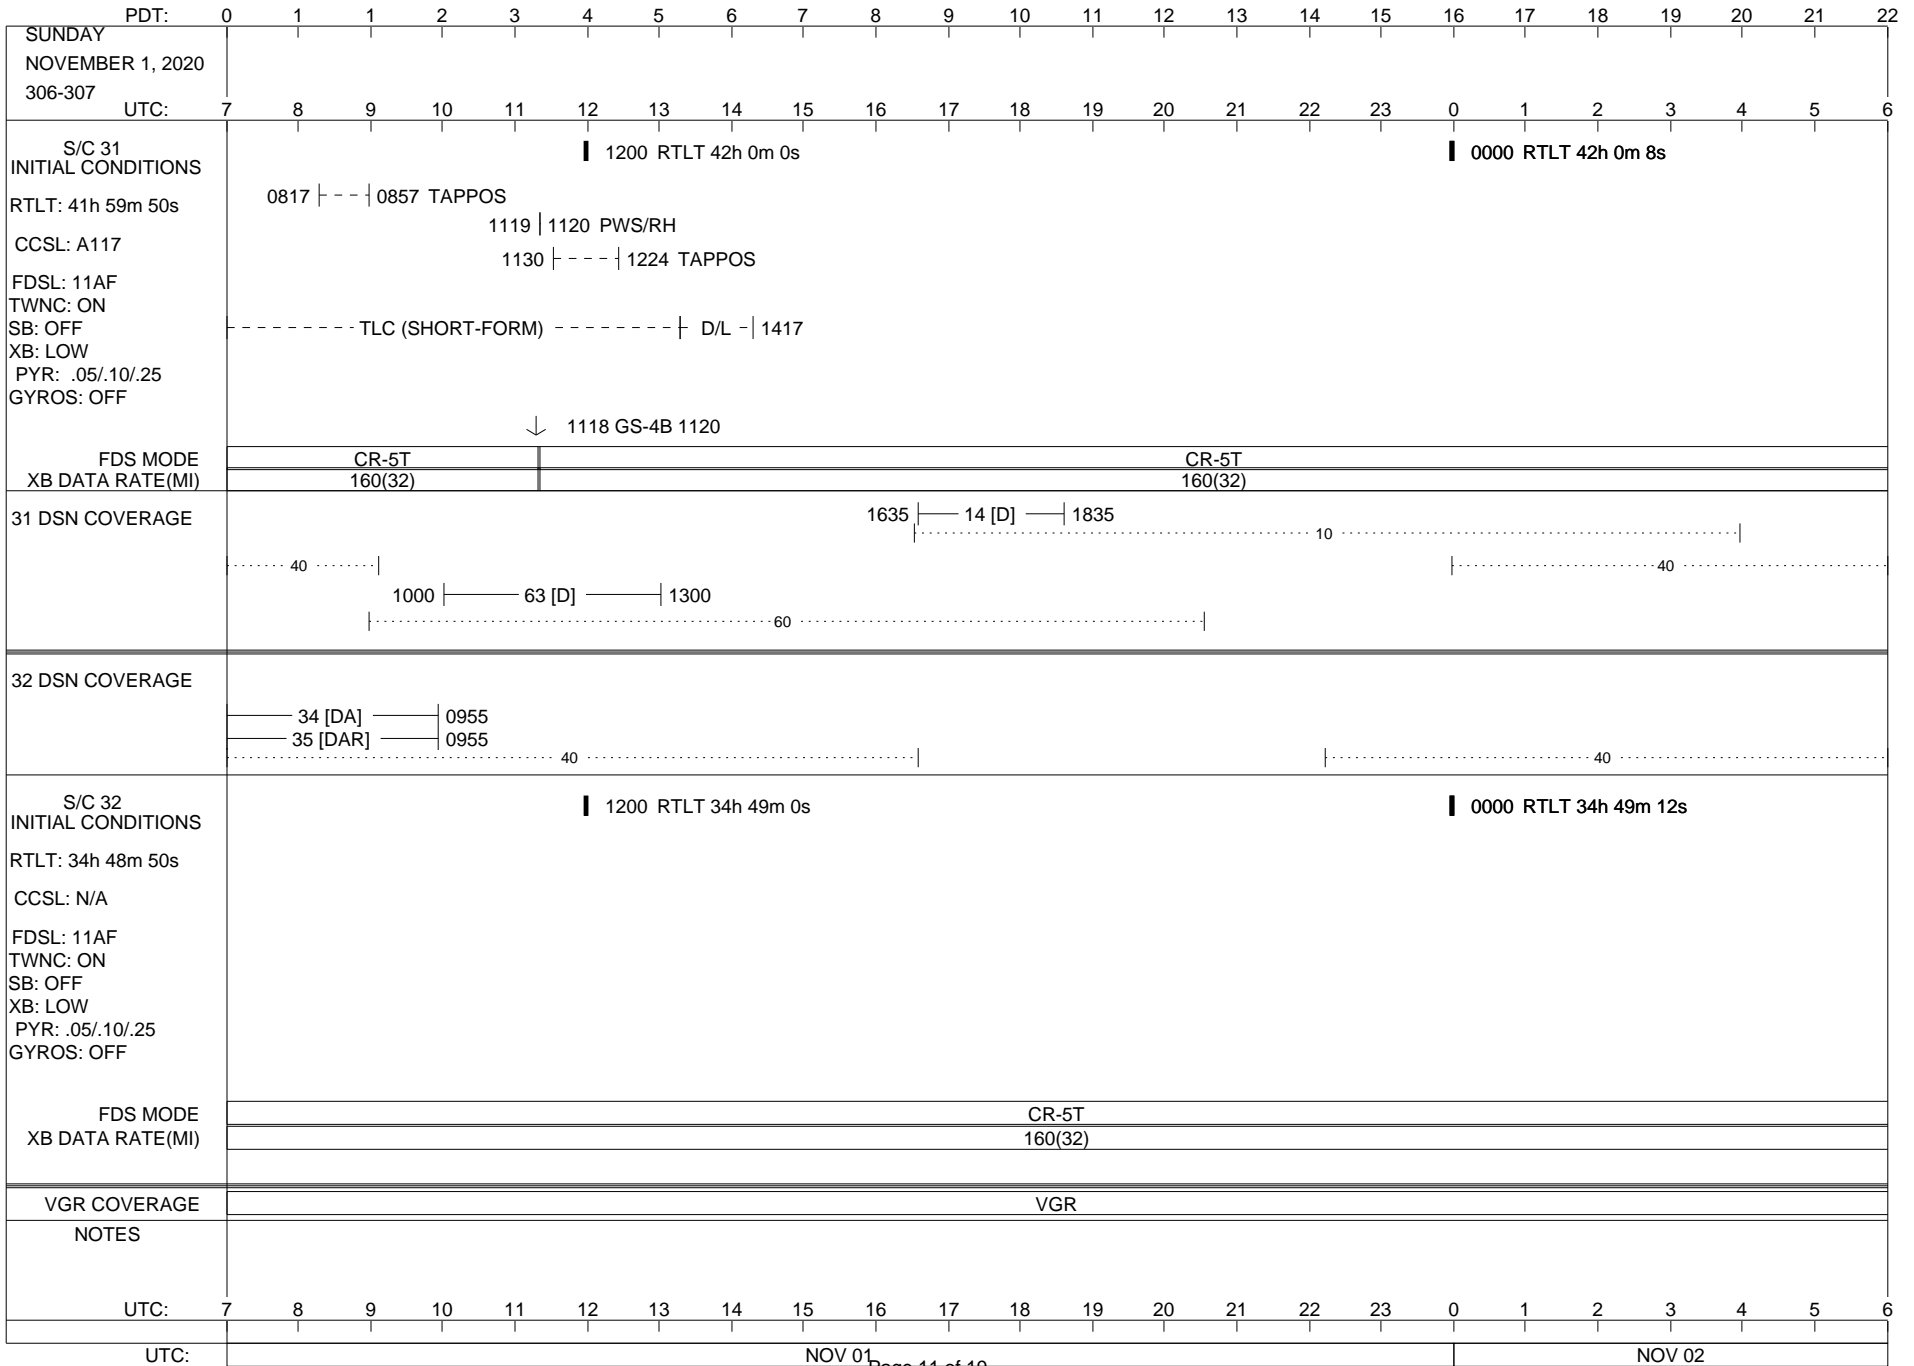 PDT: 0 1 1 2 3 4 5 6 7 8 9 10 11 12 13 14 15 16 17 18 19 20 21 22
SUNDAY
NOVEMBER 1, 2020
306-307
UTC: 7 8 9 10 11 12 13 14 15 16 17 18 19 20 21 22 23 0 1 2 3 4 5 6
S/C 31
INITIAL CONDITIONS
1200 RTLT 42h 0m 0s
0000 RTLT 42h 0m 8s
RTLT: 41h 59m 50s
0817 0857 TAPPOS
1119 1120 PWS/RH
CCSL: A117
1130 1224 TAPPOS
FDSL: 11AF
TWNC: ON
SB: OFF
TLC (SHORT-FORM) D/L 1417
XB: LOW
PYR: .05/.10/.25
GYROS: OFF
1118 GS-4B 1120
FDS MODE CR-5T CR-5T
XB DATA RATE(MI) 160(32) 160(32)
31 DSN COVERAGE
1635 14 [D] 1835
10
40 40
1000 63 [D] 1300
60
32 DSN COVERAGE
34 [DA] 0955
35 [DAR] 0955
40 40
S/C 32
INITIAL CONDITIONS
1200 RTLT 34h 49m 0s
0000 RTLT 34h 49m 12s
RTLT: 34h 48m 50s
CCSL: N/A
FDSL: 11AF
TWNC: ON
SB: OFF
XB: LOW
PYR: .05/.10/.25
GYROS: OFF
FDS MODE CR-5T
XB DATA RATE(MI) 160(32)
VGR COVERAGE VGR
NOTES
UTC: 7 8 9 10 11 12 13 14 15 16 17 18 19 20 21 22 23 0 1 2 3 4 5 6
UTC: NOV 01 NOV 02
Page 11 of 10